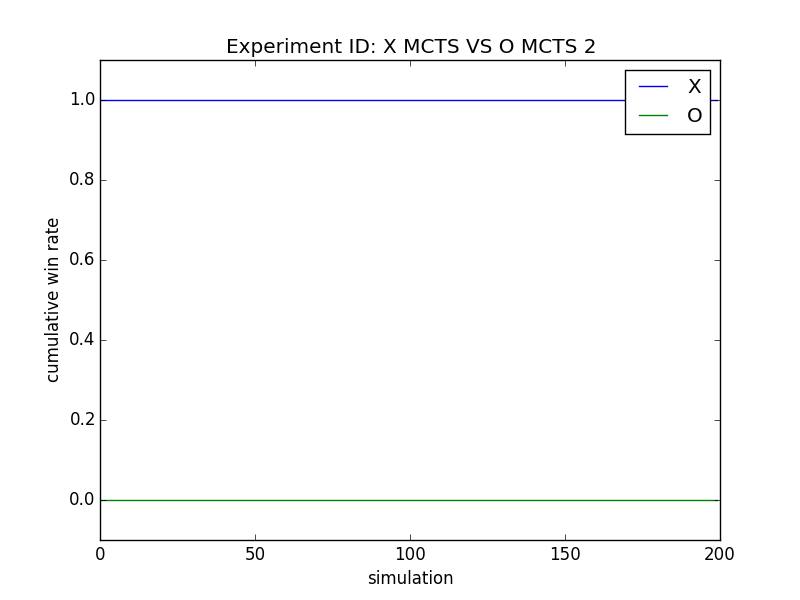 Experiment ID: X MCTS VS O MCTS 2
X
O
1.0
0.8
0.6
0.4
0.2
0.0
cumulative win rate
0 50 100 150 200
simulation